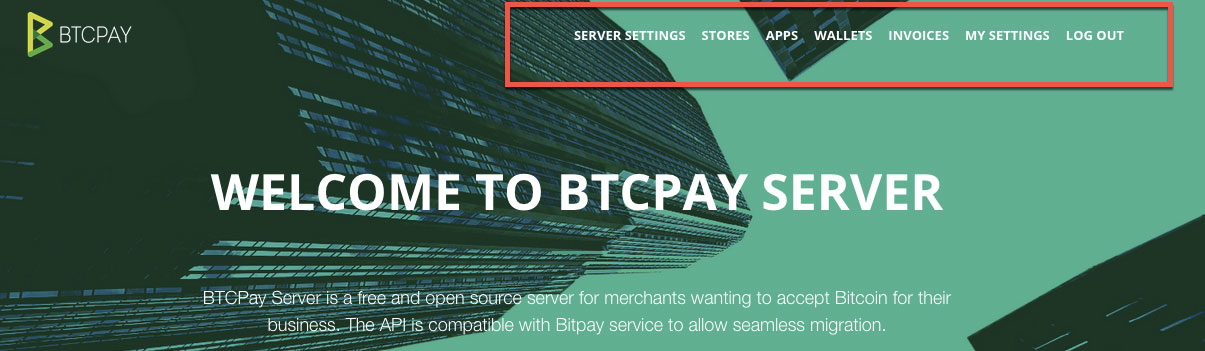 BTCPAY
SERVER SETTINGS STORES APPS WALLETS INVOICES MY SETTINGS LOG OUT
WELCOME TO BTCPAY SERVER
BTCPay Server is a free and open source server for merchants wanting to accept Bitcoin for their
business. The API is compatible with Bitpay service to allow seamless migration.